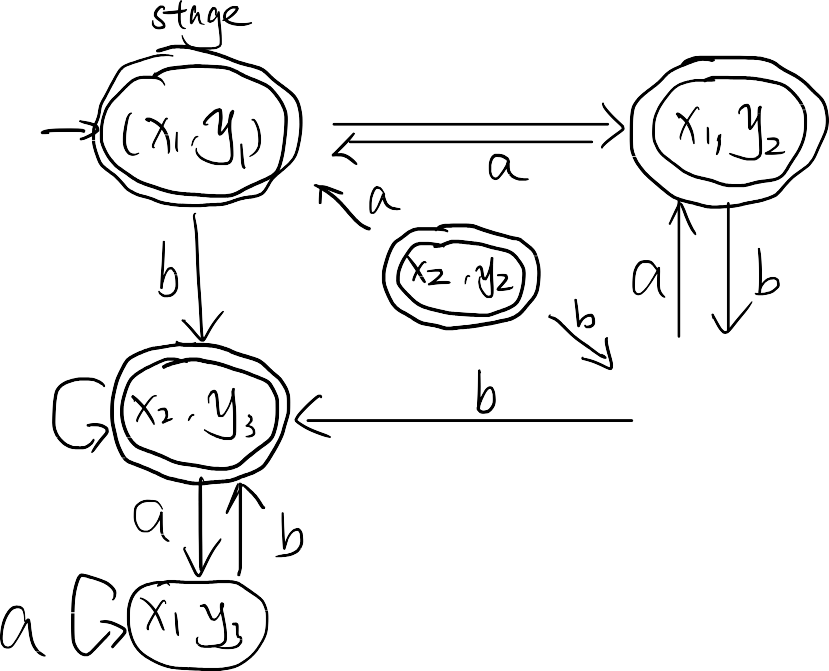 stage
(x1, y1)
x1, y2
a
a
b
x2, y2
a
b
b
x2, y3
b
a
b
a
x1 y3